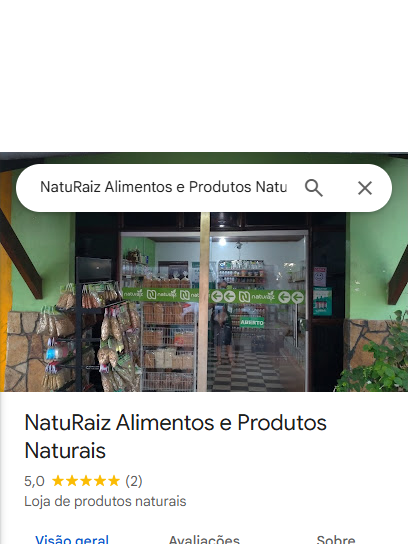 NatuRaiz Alimentos e Produtos Natu
naturaiz
naturaiz
ABERTO
NatuRaiz Alimentos e Produtos
Naturais
5,0 ★★★★★ (2)
Loja de produtos naturais
Visão geral Avaliações Sobre